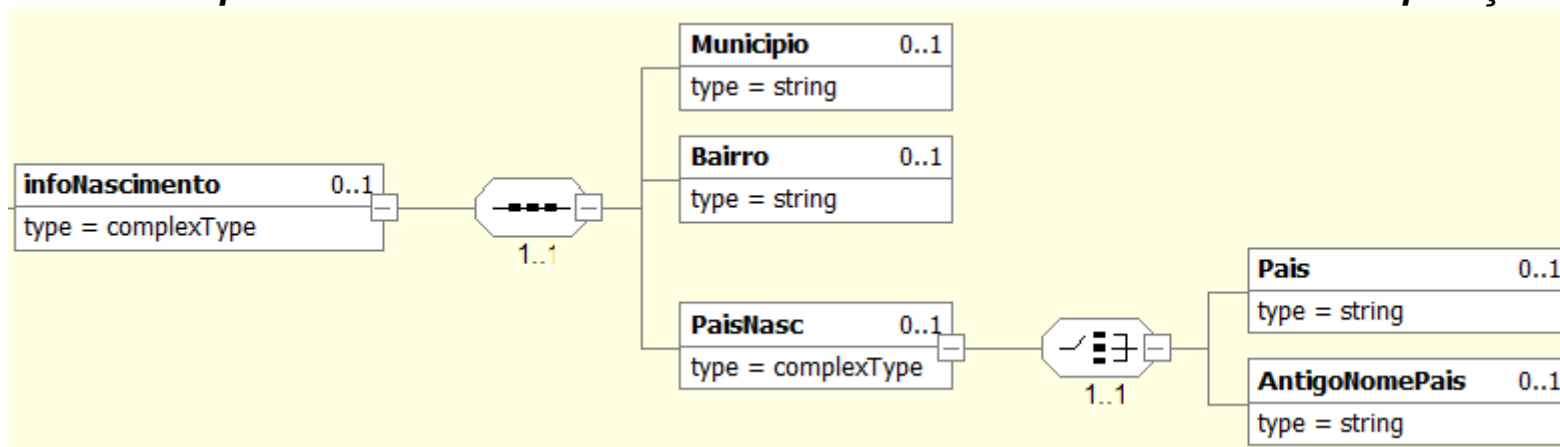 Municipio 0..1
type = string
Bairro 0..1
type = string
infoNascimento 0..1
type = complexType
1..1
PaisNasc 0..1
type = complexType
1..1
Pais 0..1
type = string
AntigoNomePais 0..1
type = string